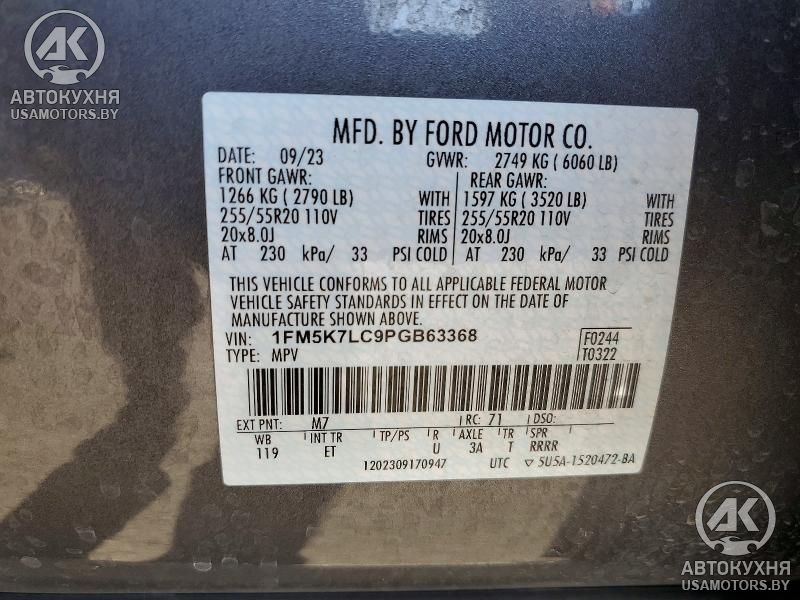 AK
АВТОКУХНЯ
USAMOTORS.BY
MFD. BY FORD MOTOR CO.
DATE: 09/23 GVWR: 2749 KG ( 6060 LB)
FRONT GAWR: REAR GAWR:
1266 KG ( 2790 LB) WITH 1597 KG ( 3520 LB) WITH
255/55R20 110V TIRES 255/55R20 110V TIRES
20x8.0J RIMS 20x8.0J RIMS
AT 230 kPa/ 33 PSI COLD AT 230 kPa/ 33 PSI COLD
THIS VEHICLE CONFORMS TO ALL APPLICABLE FEDERAL MOTOR
VEHICLE SAFETY STANDARDS IN EFFECT ON THE DATE OF
MANUFACTURE SHOWN ABOVE.
VIN: 1FM5K7LC9PGB63368 F0244
TYPE: MPV T0322
EXT PNT: M7 RC: 71 DSO:
WB INT TR TP/PS R AXLE TR SPR
119 ET U 3A T RRRR
1202309170947 UTC ▽ 5U5A-1520472-BA
AK
АВТОКУХНЯ
USAMOTORS.BY